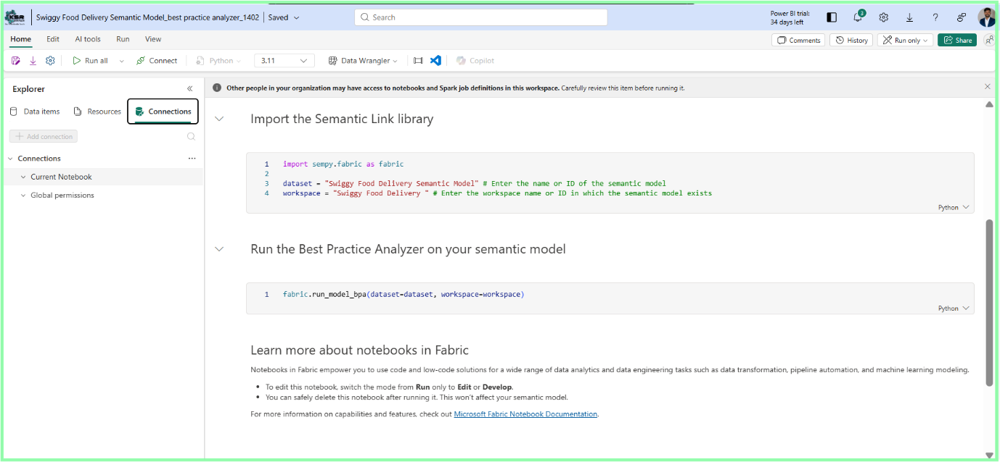 KSR
Swiggy Food Delivery Semantic Model_best practice analyzer_1402
Saved
Search
Power BI trial:
34 days left
3
?
Home
Edit
AI tools
Run
View
Comments
History
Run only
Share
Run all
Connect
Python
3.11
Data Wrangler
Copilot
Explorer
Data items
Resources
Connections
Add connection
Connections
Current Notebook
Global permissions
Other people in your organization may have access to notebooks and Spark job definitions in this workspace. Carefully review this item before running it.
Import the Semantic Link library
1 import sempy.fabric as fabric
2
3 dataset = "Swiggy Food Delivery Semantic Model" # Enter the name or ID of the semantic model
4 workspace = "Swiggy Food Delivery " # Enter the workspace name or ID in which the semantic model exists
Python
Run the Best Practice Analyzer on your semantic model
1 fabric.run_model_bpa(dataset=dataset, workspace=workspace)
Python
Learn more about notebooks in Fabric
Notebooks in Fabric empower you to use code and low-code solutions for a wide range of data analytics and data engineering tasks such as data transformation, pipeline automation, and machine learning modeling.
• To edit this notebook, switch the mode from Run only to Edit or Develop.
• You can safely delete this notebook after running it. This won't affect your semantic model.
For more information on capabilities and features, check out Microsoft Fabric Notebook Documentation.